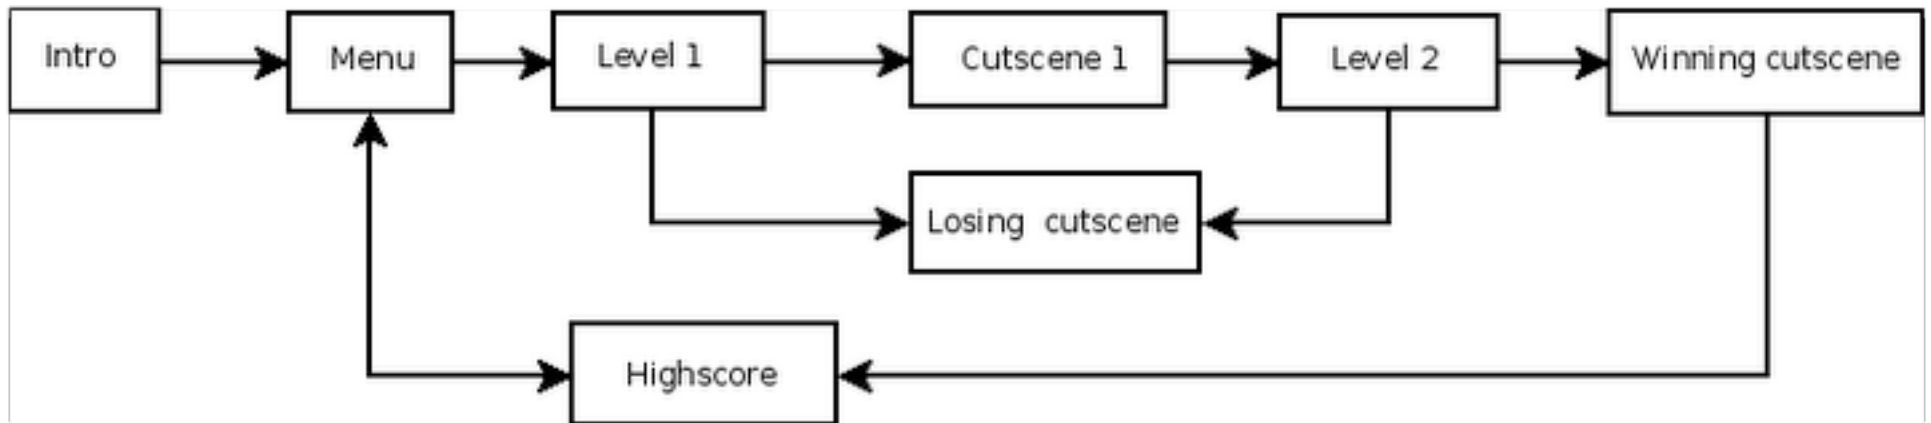 Intro
Menu
Level 1
Cutscene 1
Level 2
Winning cutscene
Losing cutscene
Highscore